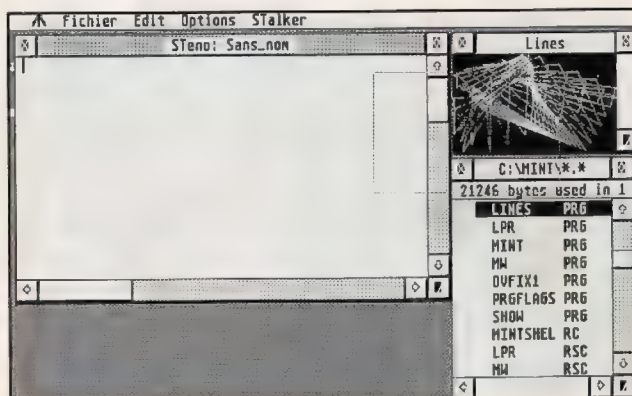 Fichier Edit Options STalker
STeno: Sans_nom
Lines
C:\MINT\*.*
21246 bytes used in 1
LINES PRG
LPR PRG
MINT PRG
MW PRG
OVFIX1 PRG
PRGFLAGS PRG
SHOW PRG
MINTSHEL RC
LPR RSC
MW RSC